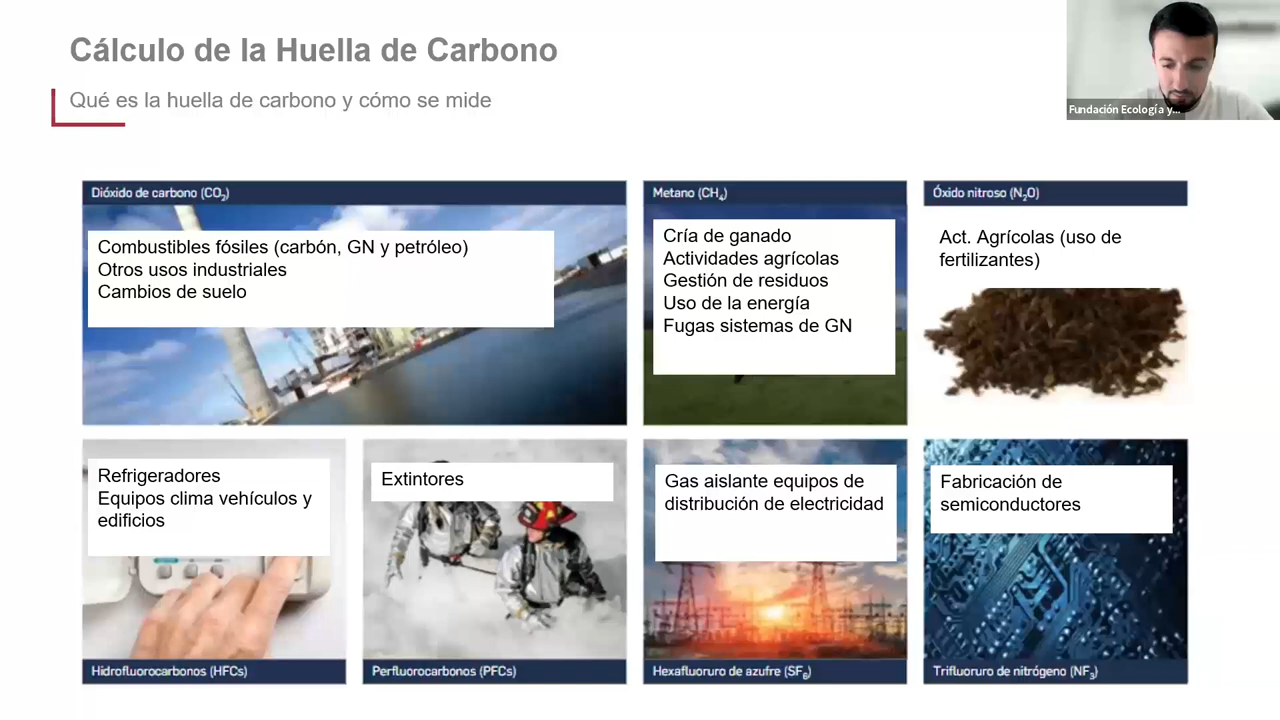 Cálculo de la Huella de Carbono
Qué es la huella de carbono y cómo se mide
Fundación Ecología y...
Dióxido de carbono (CO₂)
Combustibles fósiles (carbón, GN y petróleo)
Otros usos industriales
Cambios de suelo
Metano (CH₄)
Cría de ganado
Actividades agrícolas
Gestión de residuos
Uso de la energía
Fugas sistemas de GN
Óxido nitroso (N₂O)
Act. Agrícolas (uso de
fertilizantes)
Refrigeradores
Equipos clima vehículos y
edificios
Hidrofluorocarbonos (HFCs)
Extintores
Perfluorocarbonos (PFCs)
Gas aislante equipos de
distribución de electricidad
Hexafluoruro de azufre (SF₆)
Fabricación de
semiconductores
Trifluoruro de nitrógeno (NF₃)